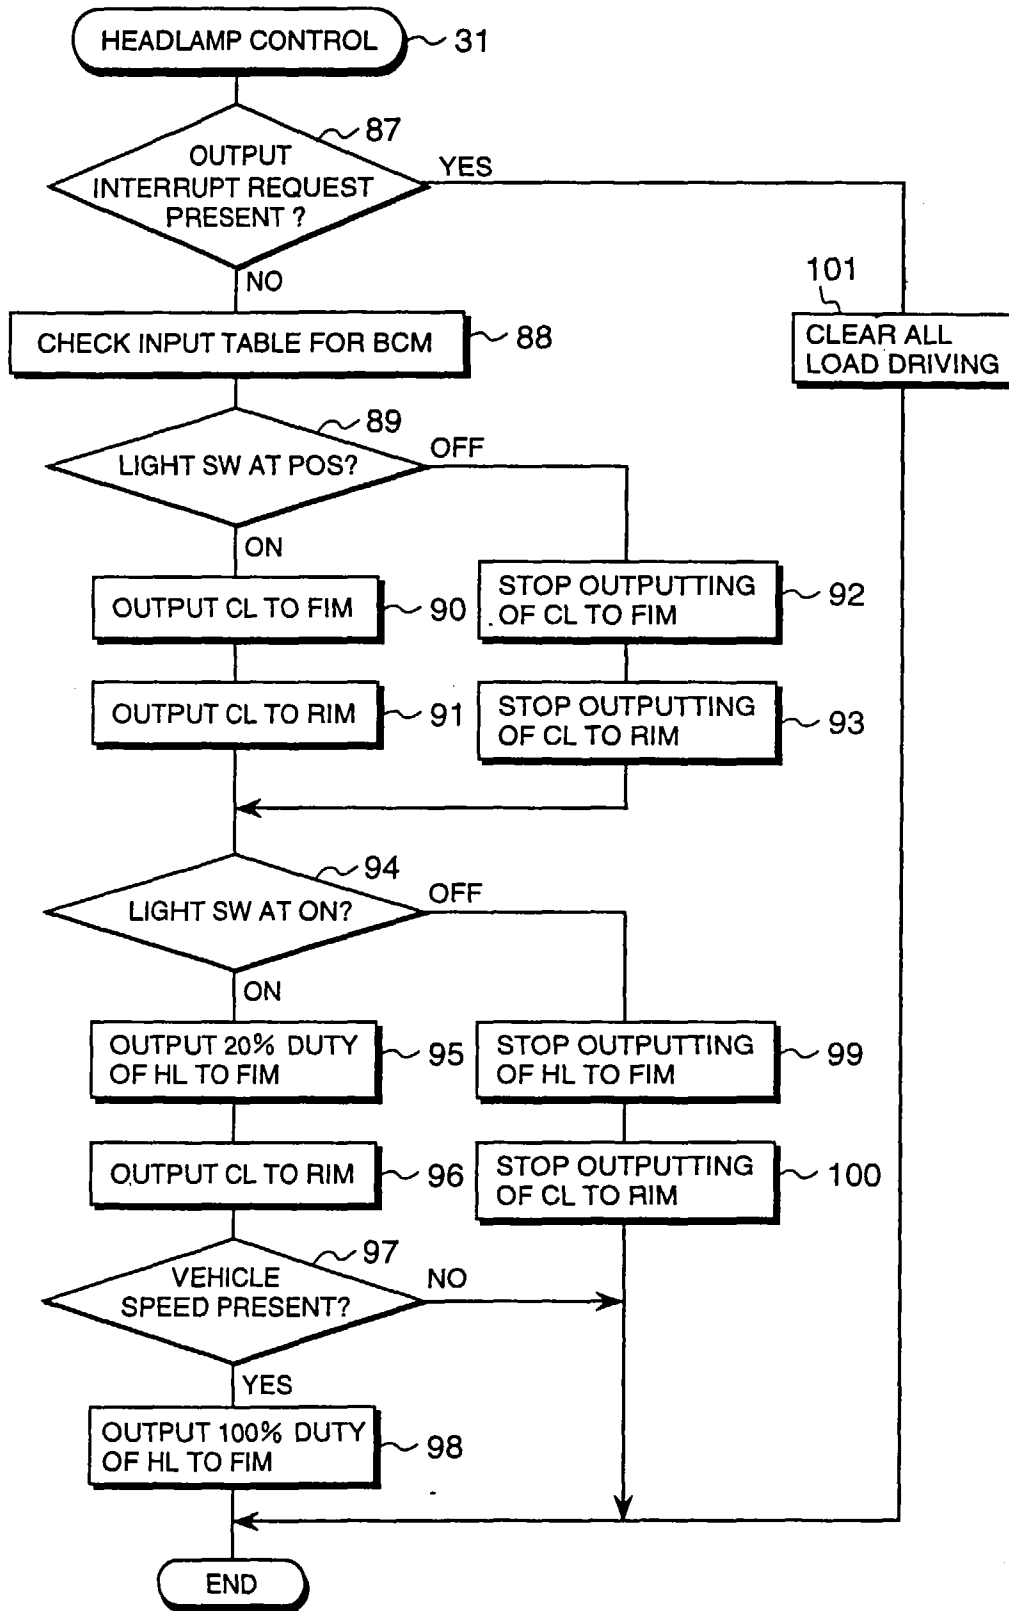 HEADLAMP CONTROL
31
87
OUTPUT
INTERRUPT REQUEST
PRESENT ?
YES
NO
101
CLEAR ALL
LOAD DRIVING
CHECK INPUT TABLE FOR BCM
88
89
LIGHT SW AT POS?
OFF
ON
OUTPUT CL TO FIM
90
STOP OUTPUTTING
OF CL TO FIM
92
OUTPUT CL TO RIM
91
STOP OUTPUTTING
OF CL TO RIM
93
94
LIGHT SW AT ON?
OFF
ON
OUTPUT 20% DUTY
OF HL TO FIM
95
STOP OUTPUTTING
OF HL TO FIM
99
OUTPUT CL TO RIM
96
STOP OUTPUTTING
OF CL TO RIM
100
97
VEHICLE
SPEED PRESENT?
NO
YES
OUTPUT 100% DUTY
OF HL TO FIM
98
END